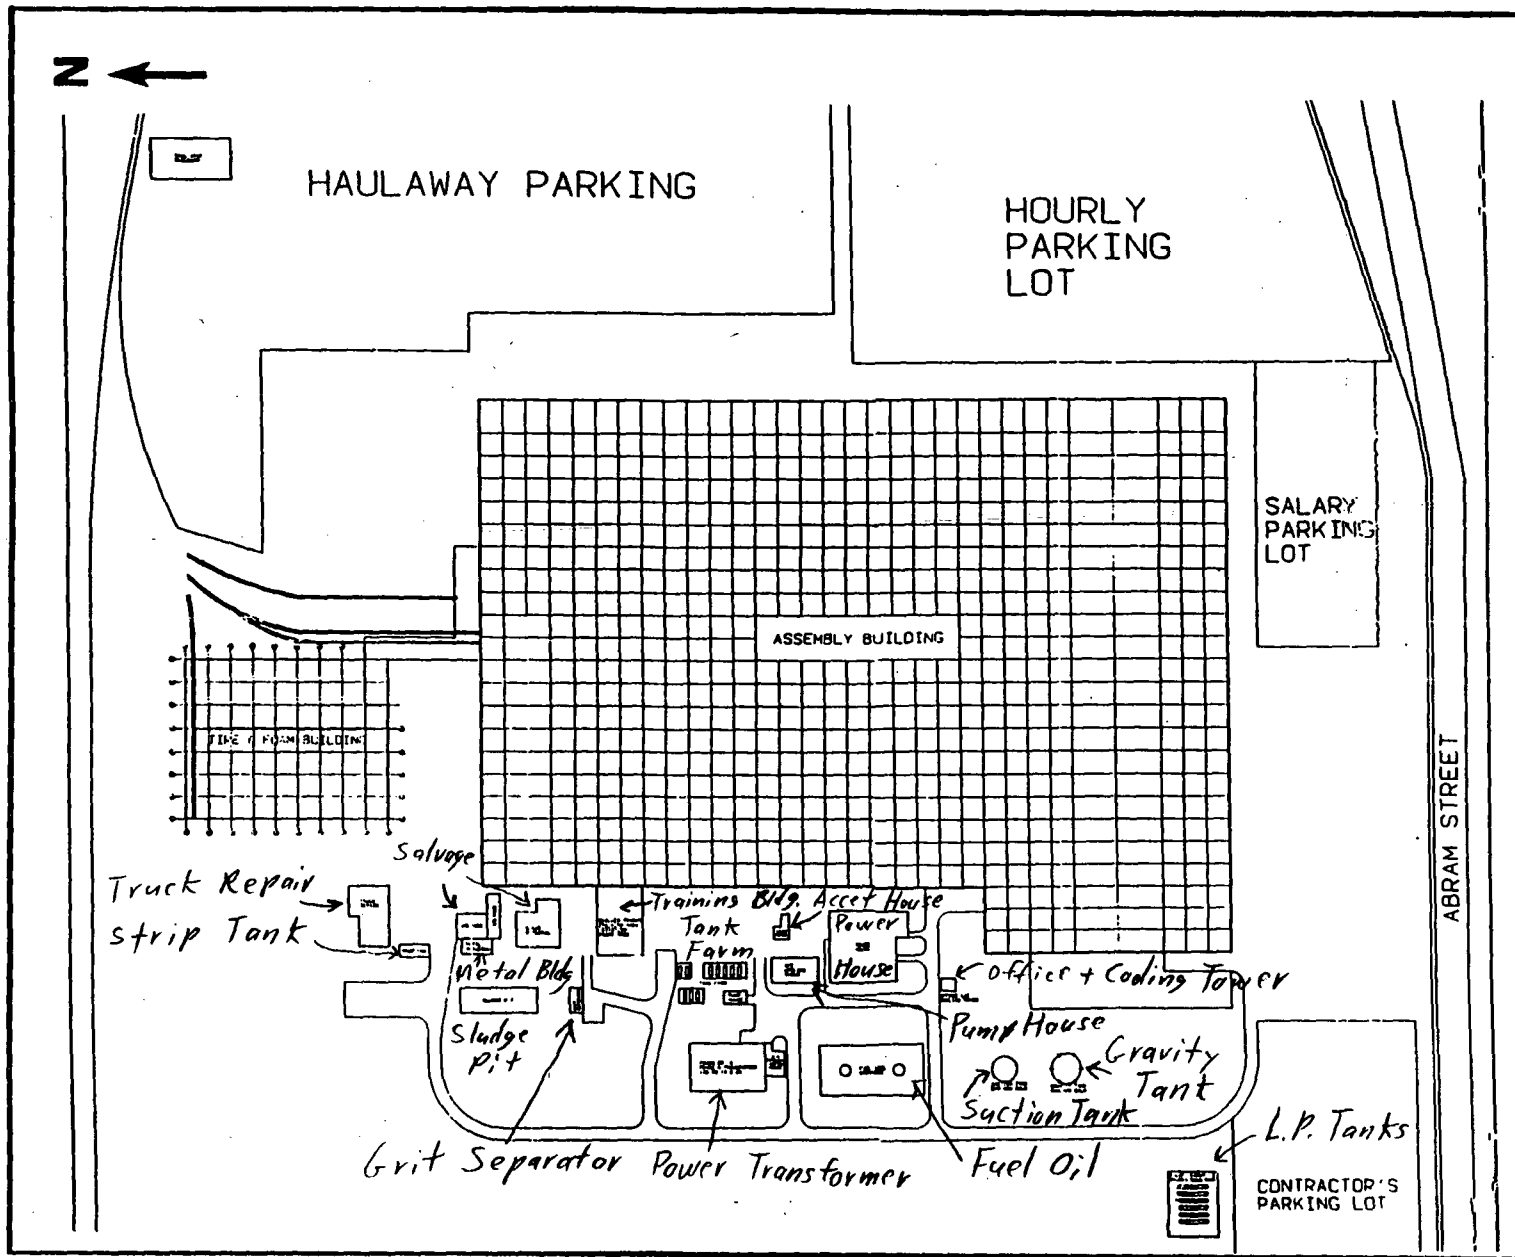 N
HAULAWAY PARKING
HOURLY
PARKING
LOT
SALARY
PARKING
LOT
ASSEMBLY BUILDING
ABRAM STREET
Salvage
Truck Repair
Strip Tank
Training Bldg.
Accet House
Tank
Farm
Power
House
Metal Bldg
Office + Cooling Tower
Sludge
Pit
Pump House
Gravity
Tank
Suction Tank
L.P. Tanks
Grit Separator
Power Transformer
Fuel Oil
CONTRACTOR'S
PARKING LOT